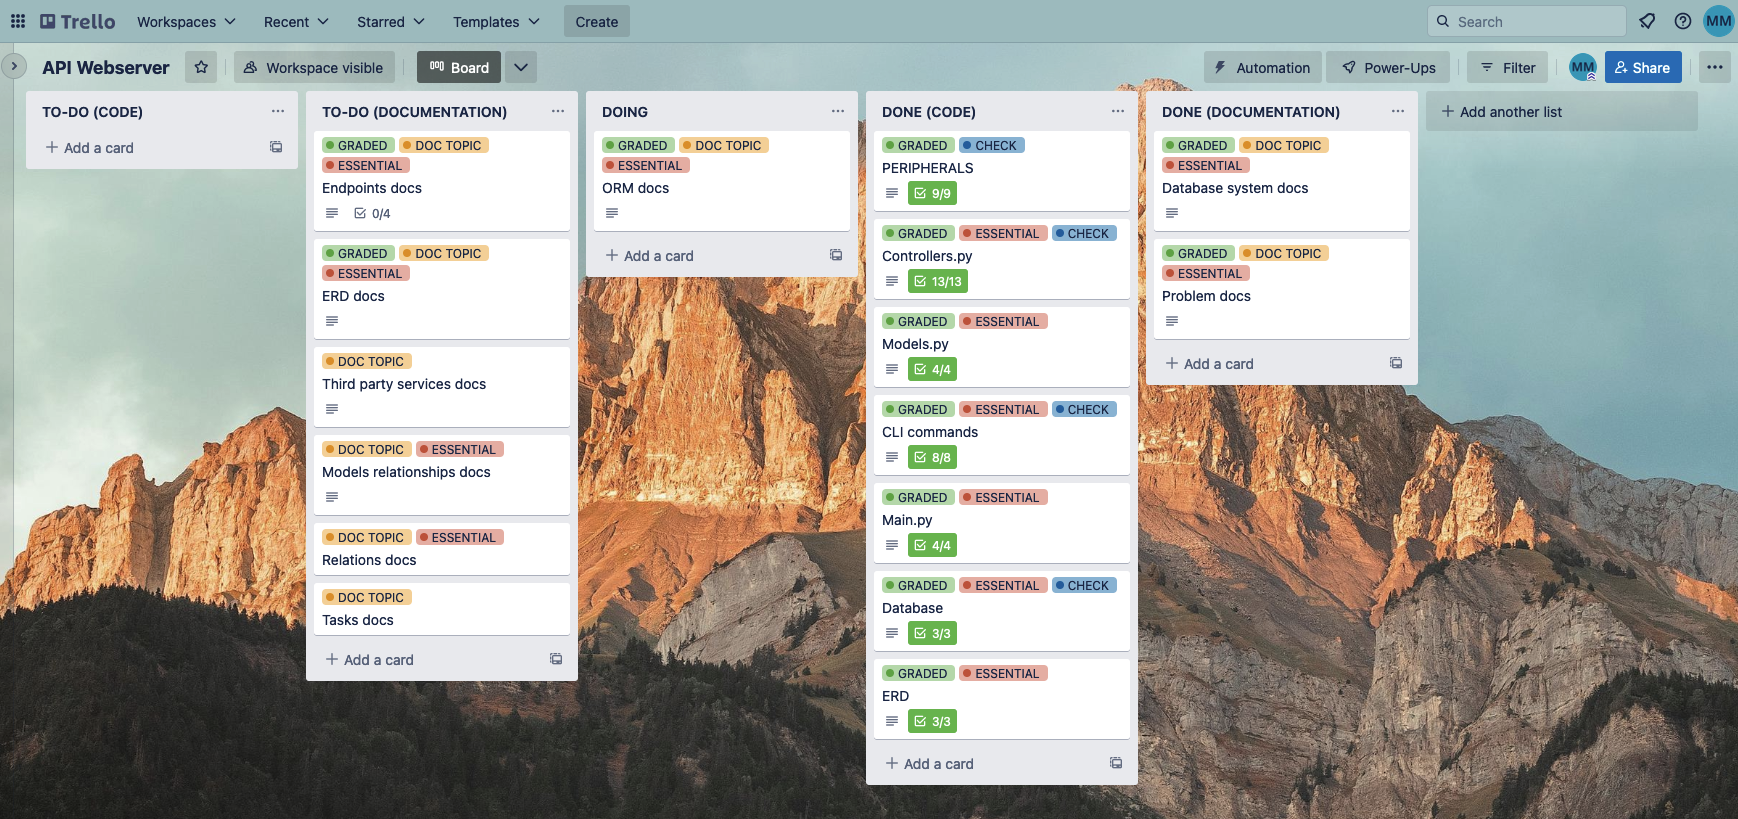 Trello
Workspaces
Recent
Starred
Templates
Create
Search
MM
API Webserver
Workspace visible
Board
Automation
Power-Ups
Filter
MM
Share
TO-DO (CODE)
Add a card
TO-DO (DOCUMENTATION)
GRADED DOC TOPIC
ESSENTIAL
Endpoints docs
0/4
GRADED DOC TOPIC
ESSENTIAL
ERD docs
DOC TOPIC
Third party services docs
DOC TOPIC ESSENTIAL
Models relationships docs
DOC TOPIC ESSENTIAL
Relations docs
DOC TOPIC
Tasks docs
Add a card
DOING
GRADED DOC TOPIC
ESSENTIAL
ORM docs
Add a card
DONE (CODE)
GRADED CHECK
PERIPHERALS
9/9
GRADED ESSENTIAL CHECK
Controllers.py
13/13
GRADED ESSENTIAL
Models.py
4/4
GRADED ESSENTIAL CHECK
CLI commands
8/8
GRADED ESSENTIAL
Main.py
4/4
GRADED ESSENTIAL CHECK
Database
3/3
GRADED ESSENTIAL
ERD
3/3
Add a card
DONE (DOCUMENTATION)
GRADED DOC TOPIC
ESSENTIAL
Database system docs
GRADED DOC TOPIC
ESSENTIAL
Problem docs
Add a card
Add another list